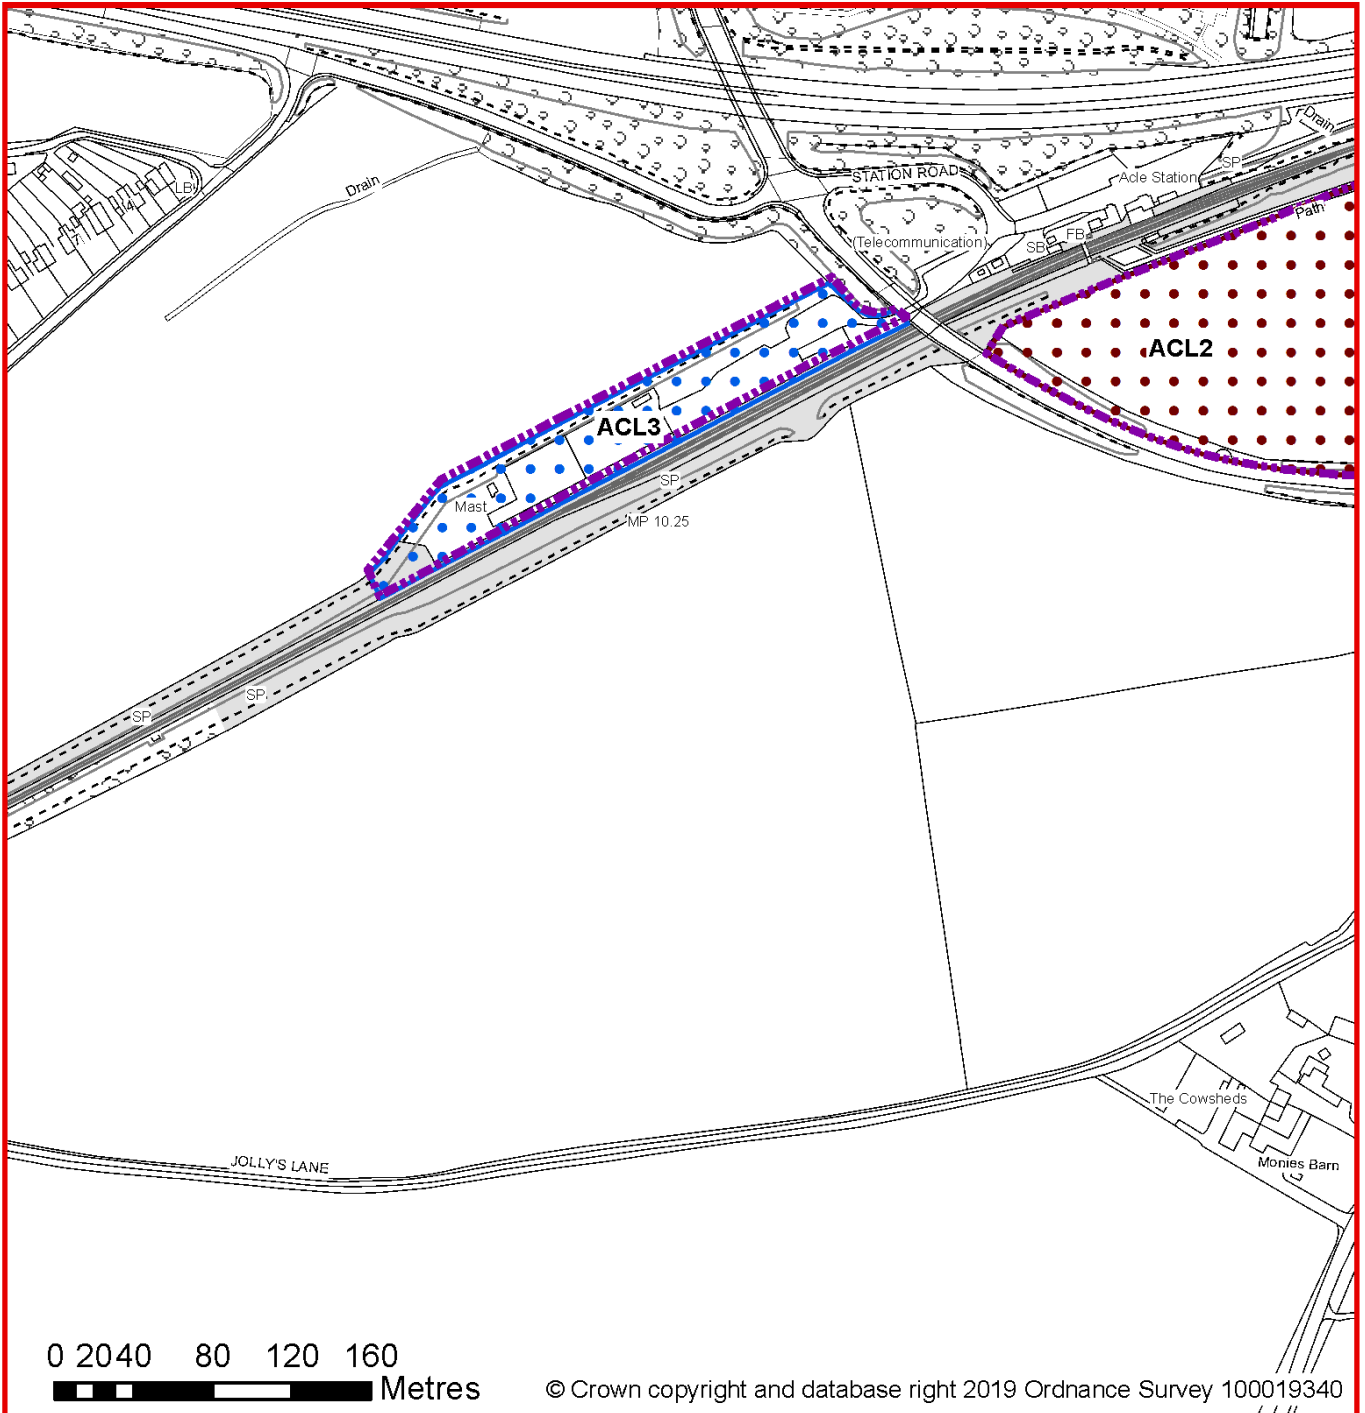 Drain
SP
STATION ROAD
Acle Station
LB
14
Drain
Path
(Telecommunication)
FB
SB
ACL2
ACL3
SP
Mast
MP 10.25
SP
SP
The Cowsheds
JOLLY'S LANE
Monies Barn
0 20 40 80 120 160
Metres
© Crown copyright and database right 2019 Ordnance Survey 100019340